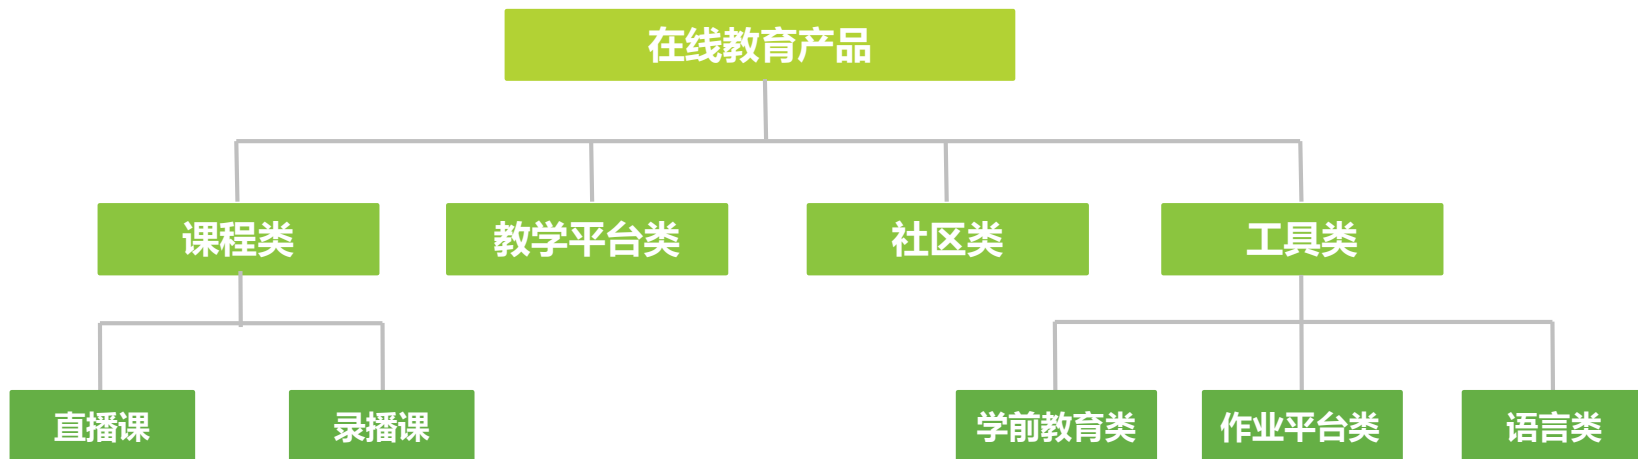 在线教育产品
课程类
教学平台类
社区类
工具类
直播课
录播课
学前教育类
作业平台类
语言类